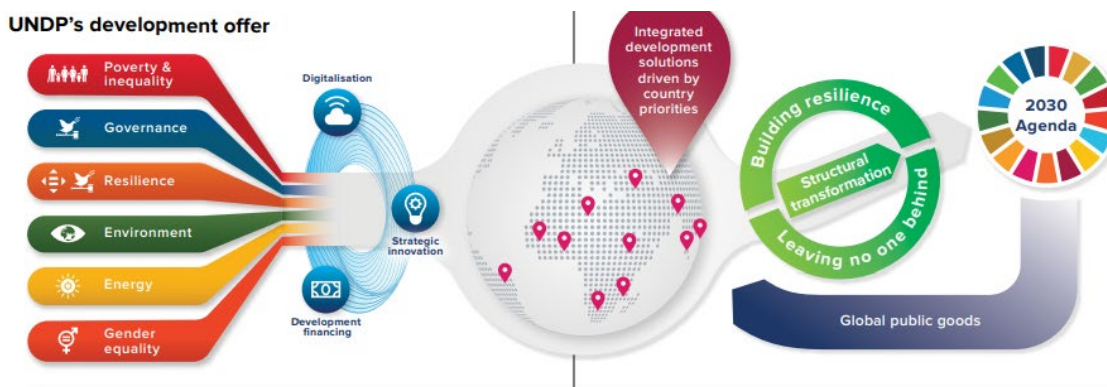 UNDP's development offer
Poverty &
inequality
Governance
Resilience
Environment
Energy
Gender
equality
Digitalisation
Strategic
innovation
Development
financing
Integrated
development
solutions
driven by
country
priorities
Building resilience
Structural
transformation
Leaving no one behind
2030
Agenda
Global public goods